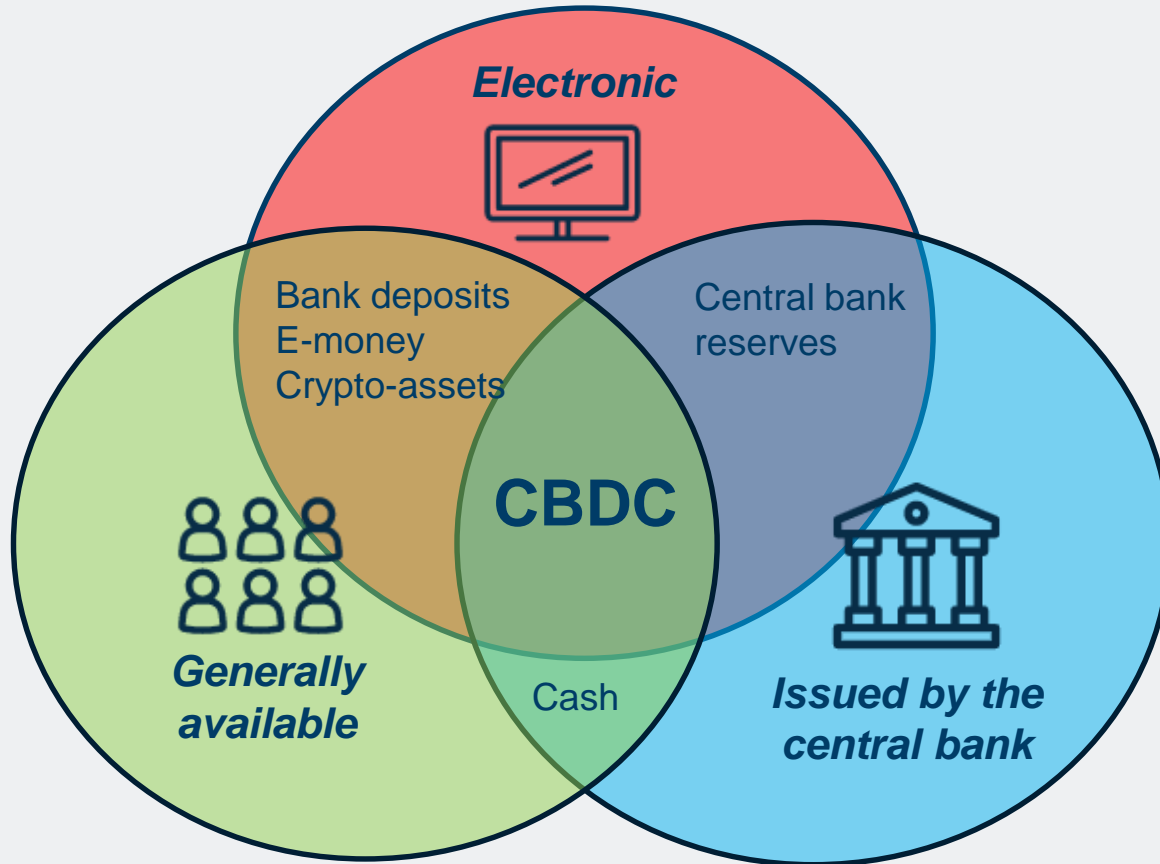 Electronic
Bank deposits
E-money
Crypto-assets
Central bank
reserves
CBDC
Generally
available
Cash
Issued by the
central bank